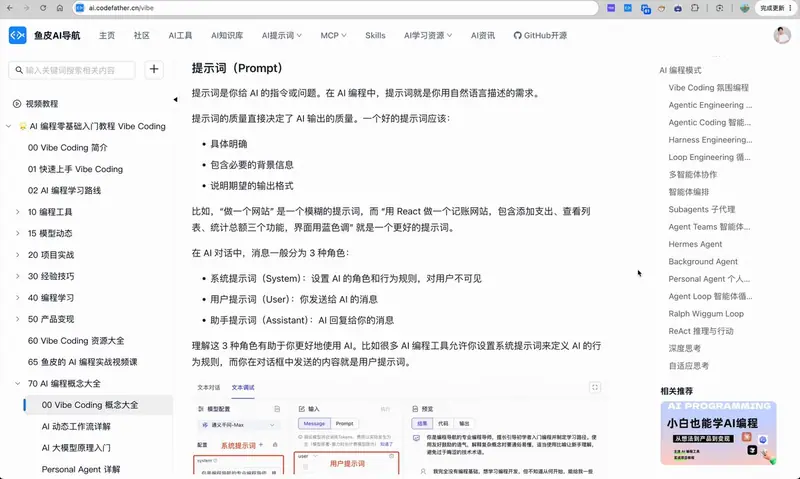 ai.codefather.cn/vibe
完成更新
鱼皮AI导航
主页
社区
AI工具
AI知识库
AI提示词
MCP
Skills
AI学习资源
AI资讯
GitHub开源
输入关键词搜索相关内容
视频教程
AI 编程零基础入门教程 Vibe Coding
00 Vibe Coding 简介
01 快速上手 Vibe Coding
02 AI 编程学习路线
10 编程工具
15 模型动态
20 项目实战
30 经验技巧
40 编程学习
50 产品变现
60 Vibe Coding 资源大全
65 鱼皮的 AI 编程实战视频课
70 AI 编程概念大全
00 Vibe Coding 概念大全
AI 动态工作流详解
AI 大模型原理入门
Personal Agent 详解
提示词（Prompt）
提示词是你给 AI 的指令或问题。在 AI 编程中，提示词就是你用自然语言描述的需求。
提示词的质量直接决定了 AI 输出的质量。一个好的提示词应该：
具体明确
包含必要的背景信息
说明期望的输出格式
比如，“做一个网站” 是一个模糊的提示词，而 “用 React 做一个记账网站，包含添加支出、查看列
表、统计总额三个功能，界面用蓝色调” 就是一个更好的提示词。
在 AI 对话中，消息一般分为 3 种角色：
系统提示词（System）：设置 AI 的角色和行为规则，对用户不可见
用户提示词（User）：你发送给 AI 的消息
助手提示词（Assistant）：AI 回复给你的消息
理解这 3 种角色有助于你更好地使用 AI。比如很多 AI 编程工具允许你设置系统提示词来定义 AI 的行
为规则，而你在对话框中发送的内容就是用户提示词。
文本对话
文本调试
模型配置
通义千问-Max
配置
系统提示词
system
输入
Message
Prompt
user
用户提示词
预览
结果
代码
输出
AI 编程模式
Vibe Coding 氛围编程
Agentic Engineering ...
Agentic Coding 智能...
Harness Engineering...
Loop Engineering 循...
多智能体协作
智能体编排
Subagents 子代理
Agent Teams 智能体...
Hermes Agent
Background Agent
Personal Agent 个人...
Agent Loop 智能体循...
Ralph Wiggum Loop
ReAct 推理与行动
深度思考
自适应思考
相关推荐
AI PROGRAMMING
小白也能学AI编程
从想法到产品到变现